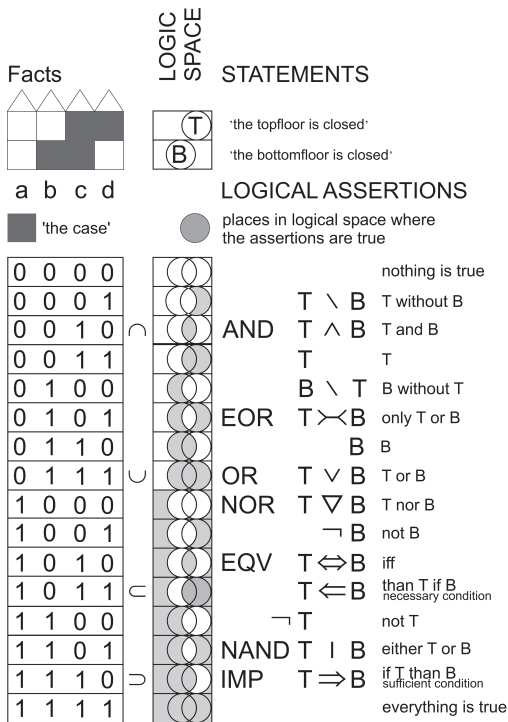 LOGIC
SPACE
Facts
STATEMENTS
T 'the topfloor is closed'
B 'the bottomfloor is closed'
a b c d
LOGICAL ASSERTIONS
'the case'
places in logical space where
the assertions are true
0 0 0 0 nothing is true
0 0 0 1 T \ B T without B
0 0 1 0 ∩ AND T ∧ B T and B
0 0 1 1 T T
0 1 0 0 B \ T B without T
0 1 0 1 EOR T >-< B only T or B
0 1 1 0 B B
0 1 1 1 ∪ OR T ∨ B T or B
1 0 0 0 NOR T ▽ B T nor B
1 0 0 1 ¬ B not B
1 0 1 0 EQV T ⇔ B iff
1 0 1 1 ⊂ T ⇐ B than T if B
necessary condition
1 1 0 0 ¬ T not T
1 1 0 1 NAND T | B either T or B
1 1 1 0 ⊃ IMP T ⇒ B if T than B
sufficient condition
1 1 1 1 everything is true